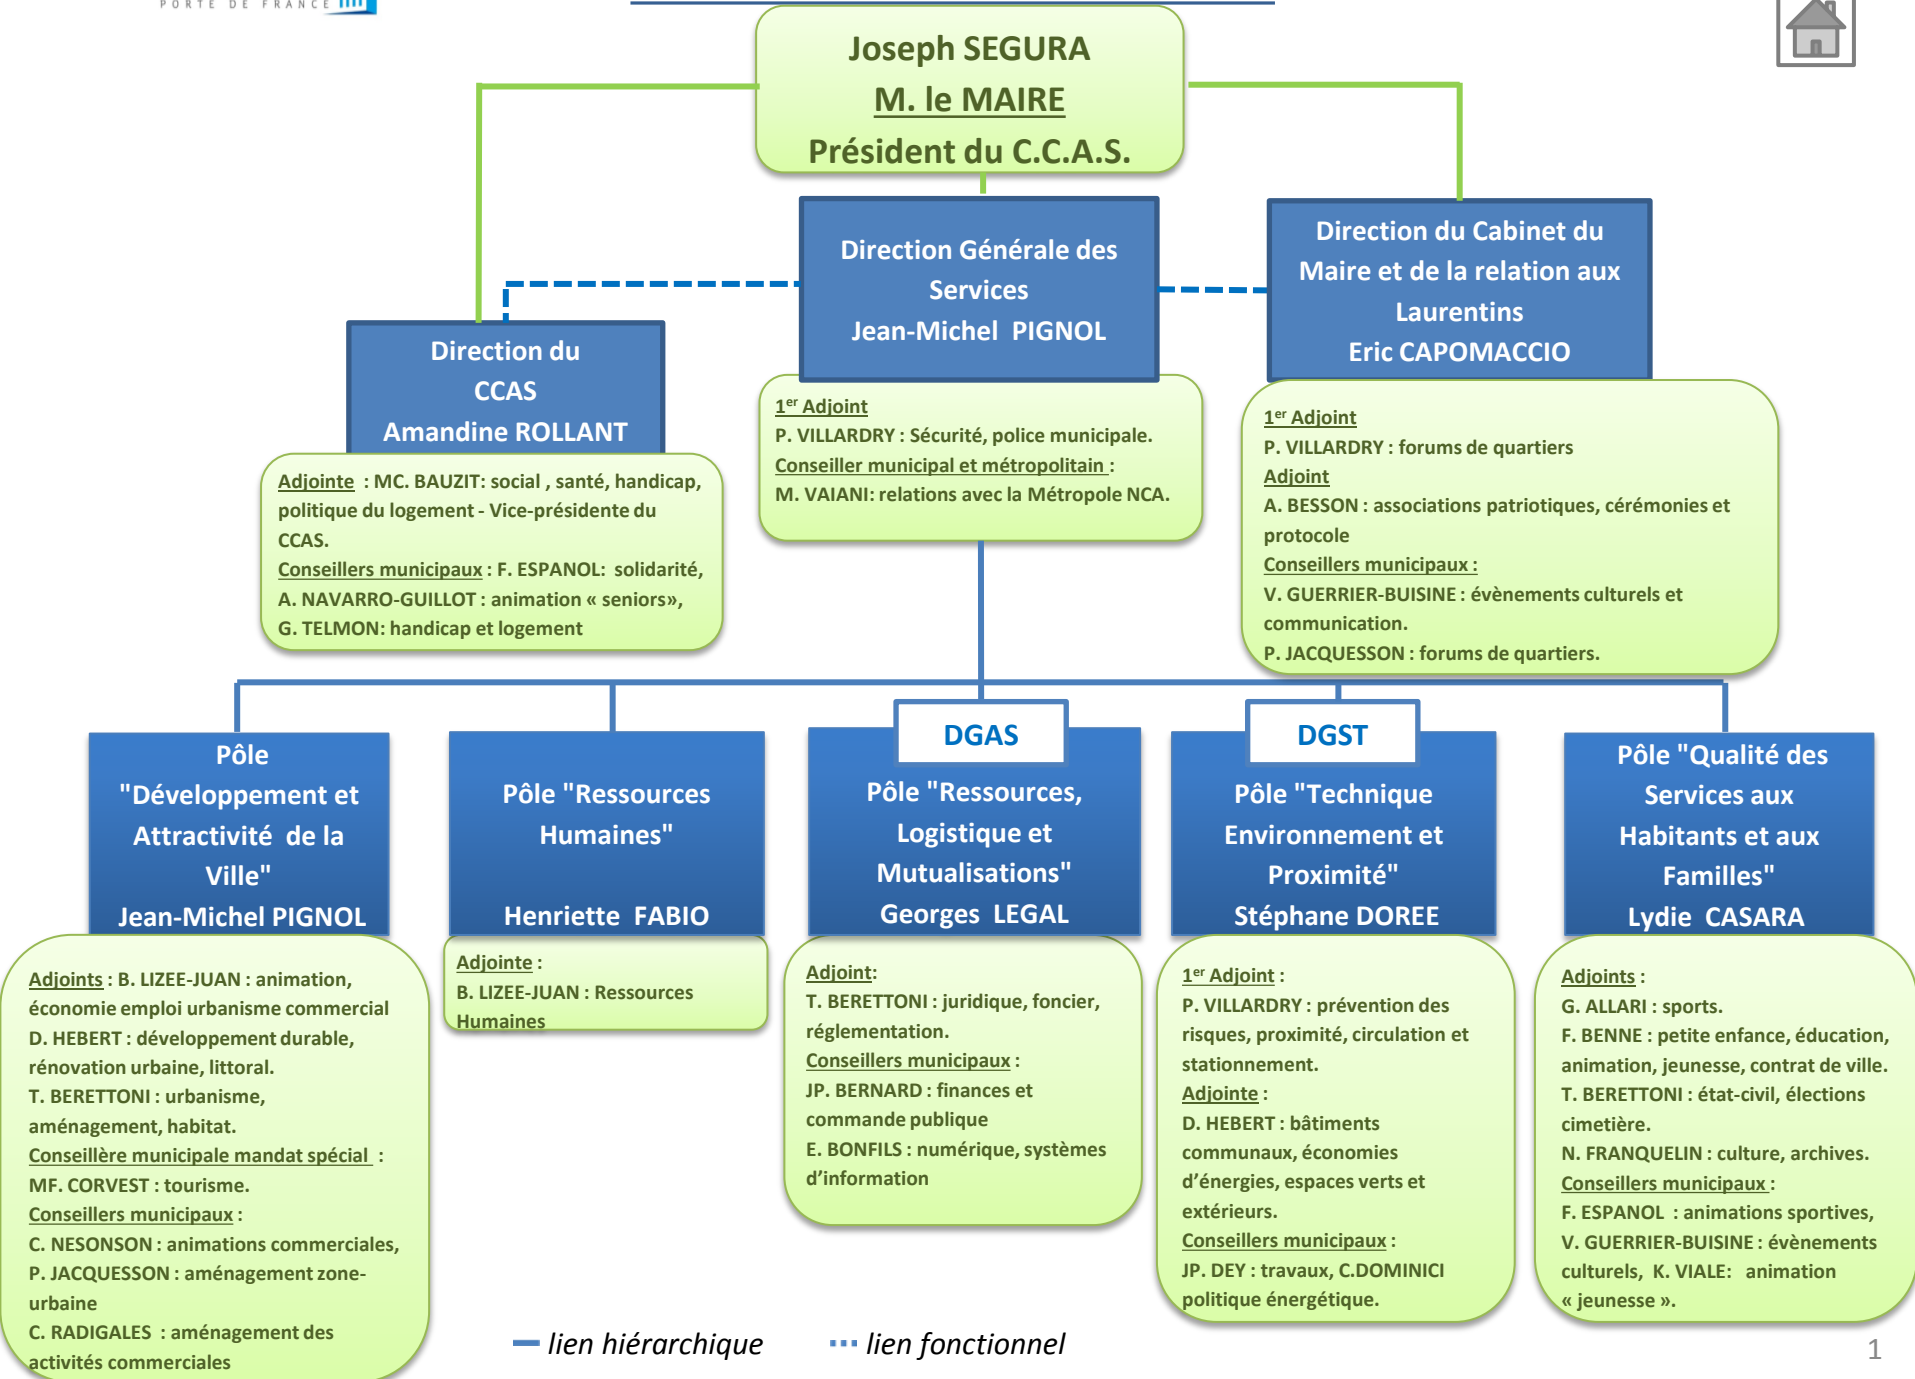 PORTE DE FRANCE
Joseph SEGURA
M. le MAIRE
Président du C.C.A.S.
Direction Générale des
Services
Jean-Michel PIGNOL
Direction du Cabinet du
Maire et de la relation aux
Laurentins
Eric CAPOMACCIO
Direction du
CCAS
Amandine ROLLANT
1er Adjoint
P. VILLARDRY : Sécurité, police municipale.
Conseiller municipal et métropolitain :
M. VAIANI: relations avec la Métropole NCA.
1er Adjoint
P. VILLARDRY : forums de quartiers
Adjoint
A. BESSON : associations patriotiques, cérémonies et
protocole
Conseillers municipaux :
V. GUERRIER-BUISINE : évènements culturels et
communication.
P. JACQUESSON : forums de quartiers.
Adjointe : MC. BAUZIT: social , santé, handicap,
politique du logement - Vice-présidente du
CCAS.
Conseillers municipaux : F. ESPANOL: solidarité,
A. NAVARRO-GUILLOT : animation « seniors»,
G. TELMON: handicap et logement
Pôle
"Développement et
Attractivité de la
Ville"
Jean-Michel PIGNOL
Pôle "Ressources
Humaines"
Henriette FABIO
DGAS
Pôle "Ressources,
Logistique et
Mutualisations"
Georges LEGAL
DGST
Pôle "Technique
Environnement et
Proximité"
Stéphane DOREE
Pôle "Qualité des
Services aux
Habitants et aux
Familles"
Lydie CASARA
Adjoints : B. LIZEE-JUAN : animation,
économie emploi urbanisme commercial
D. HEBERT : développement durable,
rénovation urbaine, littoral.
T. BERETTONI : urbanisme,
aménagement, habitat.
Conseillère municipale mandat spécial :
MF. CORVEST : tourisme.
Conseillers municipaux :
C. NESONSON : animations commerciales,
P. JACQUESSON : aménagement zone-
urbaine
C. RADIGALES : aménagement des
activités commerciales
Adjointe :
B. LIZEE-JUAN : Ressources
Humaines
Adjoint:
T. BERETTONI : juridique, foncier,
réglementation.
Conseillers municipaux :
JP. BERNARD : finances et
commande publique
E. BONFILS : numérique, systèmes
d’information
1er Adjoint :
P. VILLARDRY : prévention des
risques, proximité, circulation et
stationnement.
Adjointe :
D. HEBERT : bâtiments
communaux, économies
d’énergies, espaces verts et
extérieurs.
Conseillers municipaux :
JP. DEY : travaux, C.DOMINICI
politique énergétique.
Adjoints :
G. ALLARI : sports.
F. BENNE : petite enfance, éducation,
animation, jeunesse, contrat de ville.
T. BERETTONI : état-civil, élections
cimetière.
N. FRANQUELIN : culture, archives.
Conseillers municipaux :
F. ESPANOL : animations sportives,
V. GUERRIER-BUISINE : évènements
culturels, K. VIALE: animation
« jeunesse ».
lien hiérarchique
lien fonctionnel
1